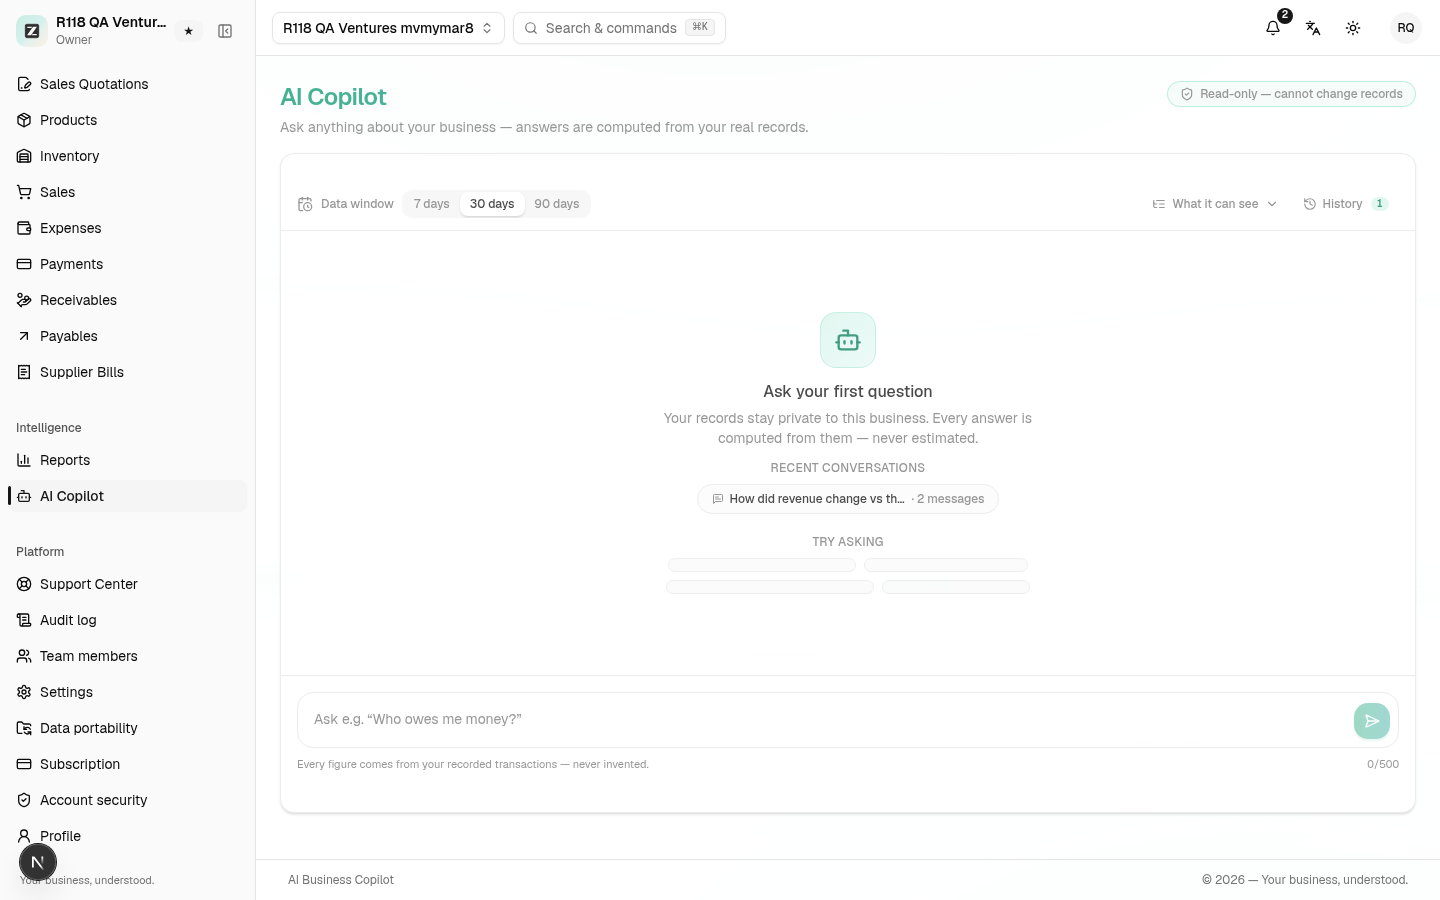 R118 QA Ventur...
Owner
R118 QA Ventures mvmymar8
Search & commands
⌘K
2
RQ
Sales Quotations
Products
Inventory
Sales
Expenses
Payments
Receivables
Payables
Supplier Bills
Intelligence
Reports
AI Copilot
Platform
Support Center
Audit log
Team members
Settings
Data portability
Subscription
Account security
Profile
N
Your business, understood.
AI Copilot
Read-only — cannot change records
Ask anything about your business — answers are computed from your real records.
Data window
7 days
30 days
90 days
What it can see
History
1
Ask your first question
Your records stay private to this business. Every answer is
computed from them — never estimated.
RECENT CONVERSATIONS
How did revenue change vs th... · 2 messages
TRY ASKING
Ask e.g. “Who owes me money?”
Every figure comes from your recorded transactions — never invented.
0/500
AI Business Copilot
© 2026 — Your business, understood.